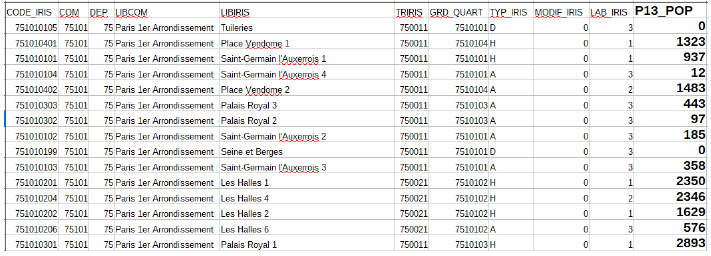 CODE_IRIS COM DEP LIBCOM LIBIRIS TRIRIS GRD_QUART TYP_IRIS MODIF_IRIS LAB_IRIS P13_POP
751010105 75101 75 Paris 1er Arrondissement Tuileries 750011 7510101 D 0 3 0
751010401 75101 75 Paris 1er Arrondissement Place Vendome 1 750011 7510104 H 0 1 1323
751010101 75101 75 Paris 1er Arrondissement Saint-Germain l'Auxerrois 1 750011 7510101 H 0 1 937
751010104 75101 75 Paris 1er Arrondissement Saint-Germain l'Auxerrois 4 750011 7510101 A 0 3 12
751010402 75101 75 Paris 1er Arrondissement Place Vendome 2 750011 7510104 A 0 2 1483
751010303 75101 75 Paris 1er Arrondissement Palais Royal 3 750011 7510103 A 0 3 443
751010302 75101 75 Paris 1er Arrondissement Palais Royal 2 750011 7510103 A 0 3 97
751010102 75101 75 Paris 1er Arrondissement Saint-Germain l'Auxerrois 2 750011 7510101 A 0 3 185
751010199 75101 75 Paris 1er Arrondissement Seine et Berges 750011 7510101 D 0 3 0
751010103 75101 75 Paris 1er Arrondissement Saint-Germain l'Auxerrois 3 750011 7510101 A 0 3 358
751010201 75101 75 Paris 1er Arrondissement Les Halles 1 750021 7510102 H 0 1 2350
751010204 75101 75 Paris 1er Arrondissement Les Halles 4 750021 7510102 H 0 2 2346
751010202 75101 75 Paris 1er Arrondissement Les Halles 2 750021 7510102 H 0 1 1629
751010206 75101 75 Paris 1er Arrondissement Les Halles 6 750021 7510102 A 0 3 576
751010301 75101 75 Paris 1er Arrondissement Palais Royal 1 750011 7510103 H 0 1 2893